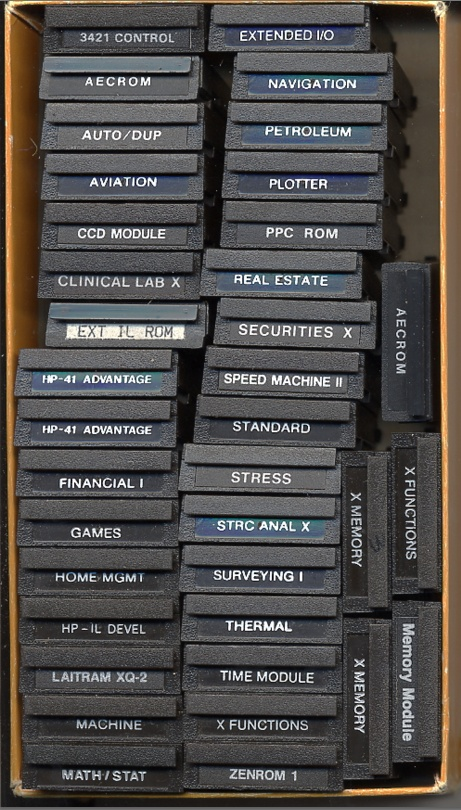 3421 CONTROL
AECROM
AUTO/DUP
AVIATION
CCD MODULE
CLINICAL LAB X
EXT IL ROM
HP-41 ADVANTAGE
HP-41 ADVANTAGE
FINANCIAL I
GAMES
HOME MGMT
HP-IL DEVEL
LAITRAM XQ-2
MACHINE
MATH/STAT
EXTENDED I/O
NAVIGATION
PETROLEUM
PLOTTER
PPC ROM
REAL ESTATE
SECURITIES X
SPEED MACHINE II
STANDARD
STRESS
STRC ANAL X
SURVEYING I
THERMAL
TIME MODULE
X FUNCTIONS
ZENROM 1
X MEMORY
X MEMORY
AECROM
X FUNCTIONS
Memory Module